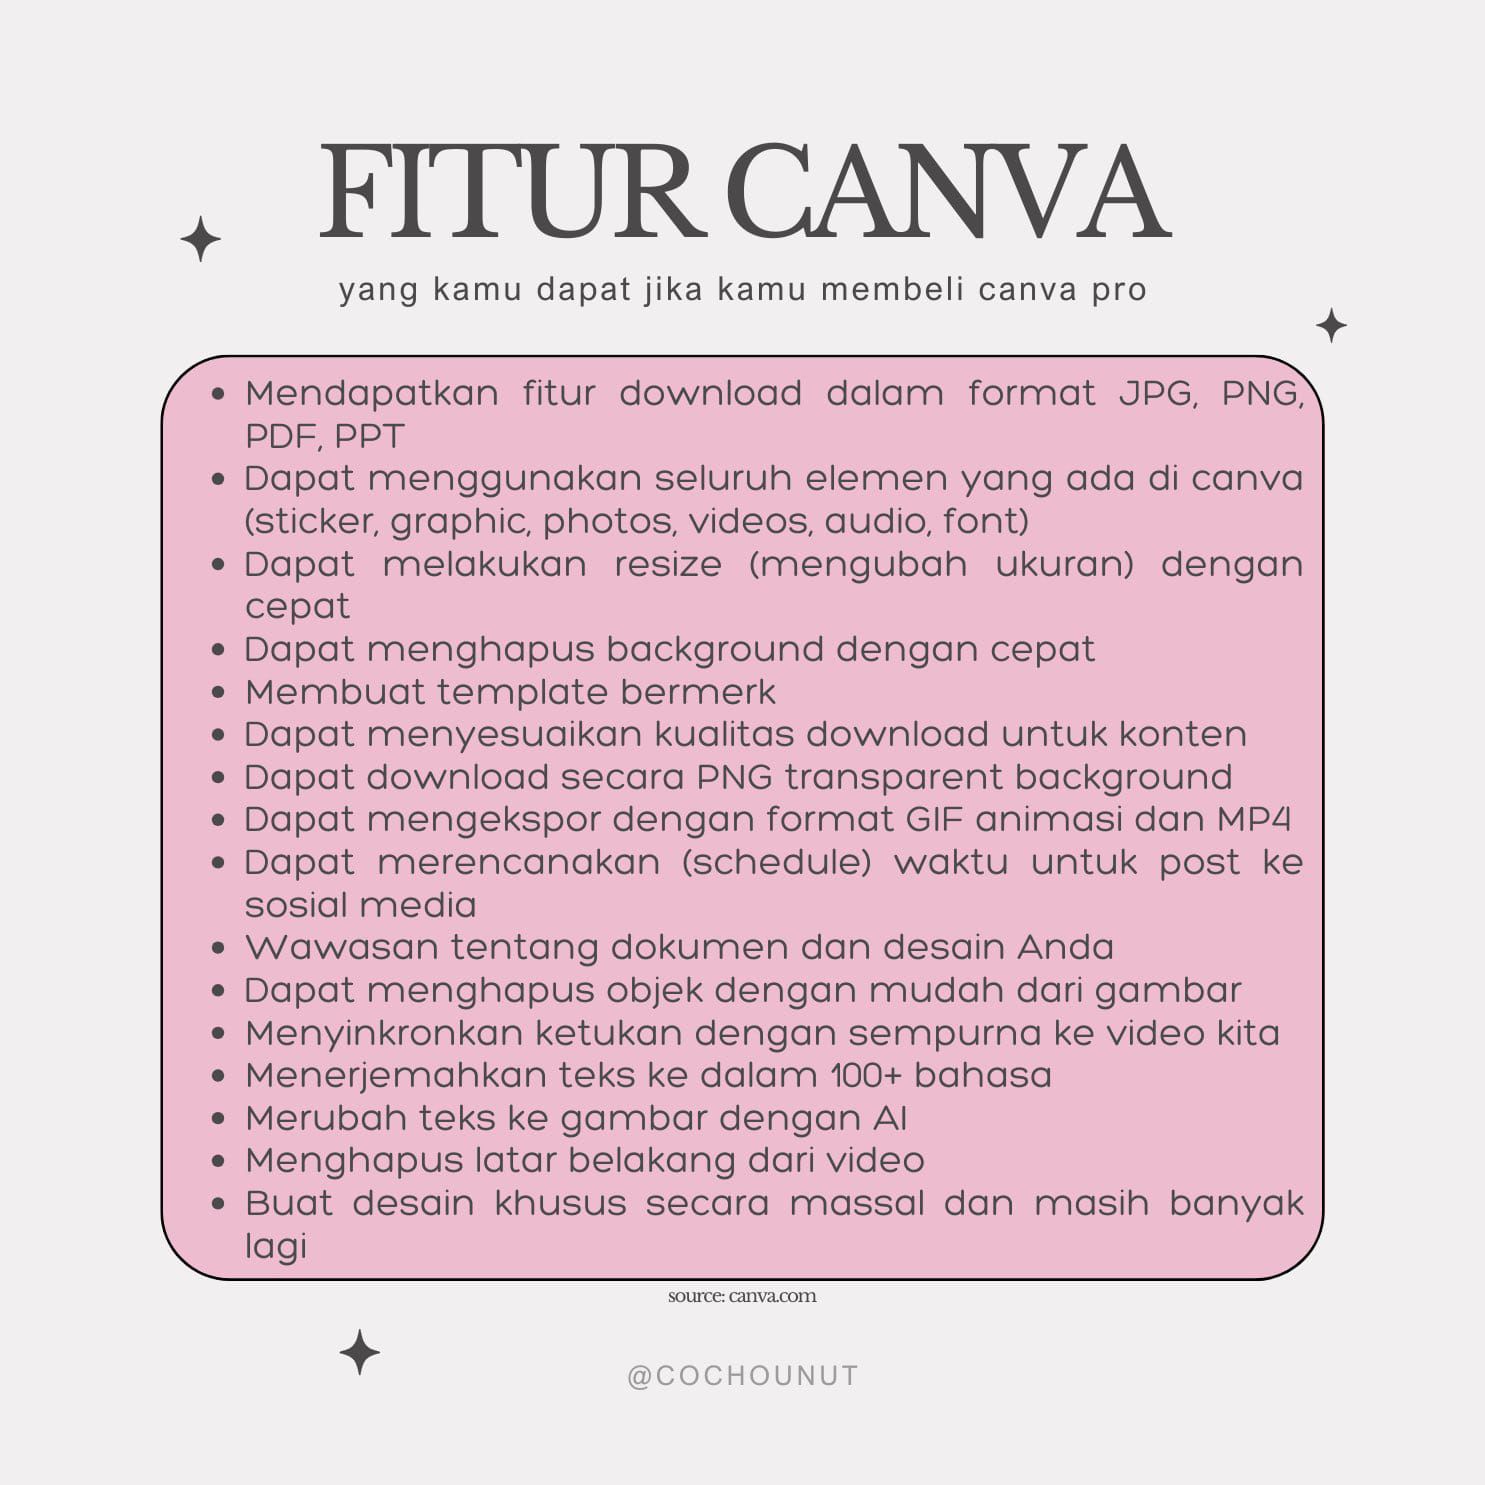 FITUR CANVA
yang kamu dapat jika kamu membeli canva pro
• Mendapatkan fitur download dalam format JPG, PNG,
PDF, PPT
• Dapat menggunakan seluruh elemen yang ada di canva
(sticker, graphic, photos, videos, audio, font)
• Dapat melakukan resize (mengubah ukuran) dengan
cepat
• Dapat menghapus background dengan cepat
• Membuat template bermerk
• Dapat menyesuaikan kualitas download untuk konten
• Dapat download secara PNG transparent background
• Dapat mengekspor dengan format GIF animasi dan MP4
• Dapat merencanakan (schedule) waktu untuk post ke
sosial media
• Wawasan tentang dokumen dan desain Anda
• Dapat menghapus objek dengan mudah dari gambar
• Menyinkronkan ketukan dengan sempurna ke video kita
• Menerjemahkan teks ke dalam 100+ bahasa
• Merubah teks ke gambar dengan AI
• Menghapus latar belakang dari video
• Buat desain khusus secara massal dan masih banyak
lagi
source: canva.com
@COCHOUNUT